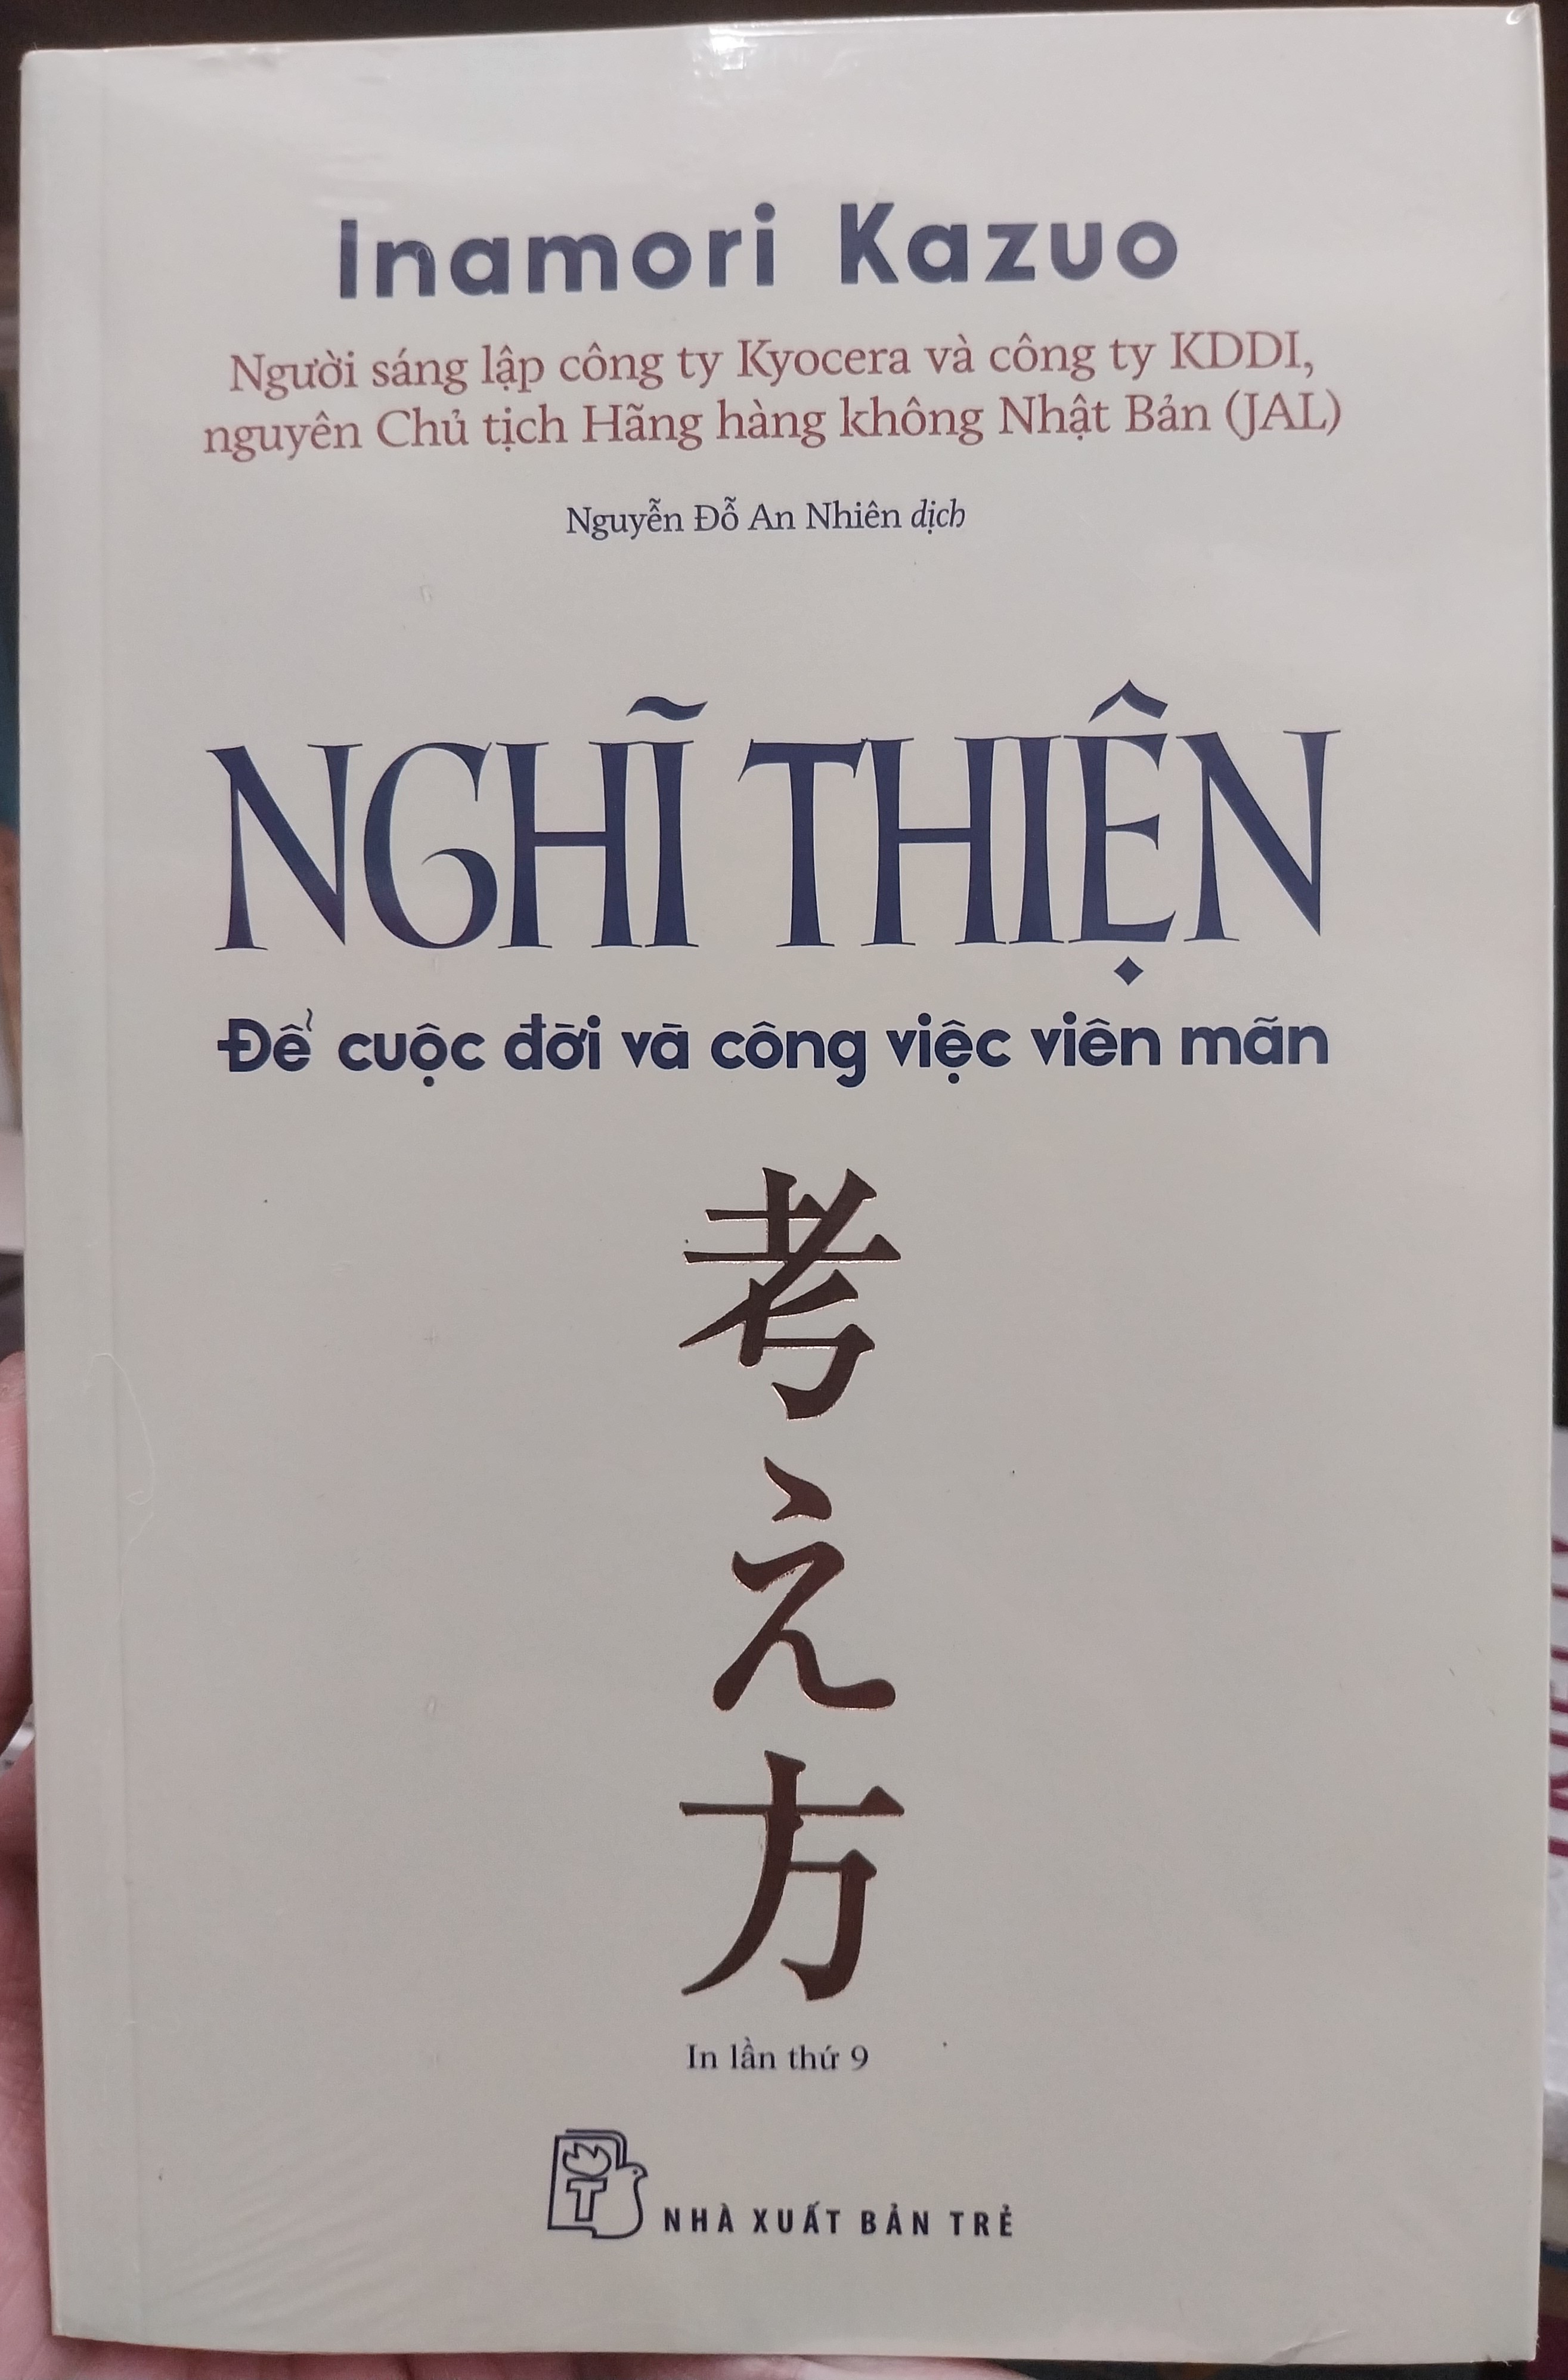 Inamori Kazuo
Người sáng lập công ty Kyocera và công ty KDDI,
nguyên Chủ tịch Hãng hàng không Nhật Bản (JAL)
Nguyễn Đỗ An Nhiên dịch
NGHĨ THIỆN
Để cuộc đời và công việc viên mãn
考え方
In lần thứ 9
T
NHÀ XUẤT BẢN TRẺ